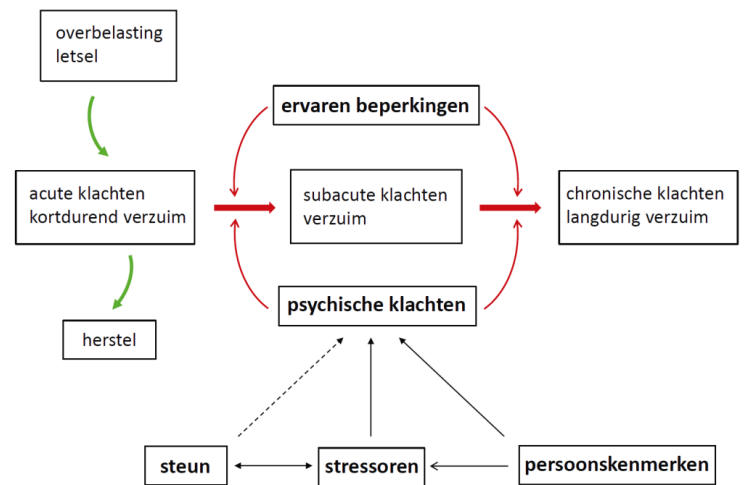 overbelasting
letsel
ervaren beperkingen
acute klachten
kortdurend verzuim
subacute klachten
verzuim
chronische klachten
langdurig verzuim
psychische klachten
herstel
steun
stressoren
persoonskenmerken